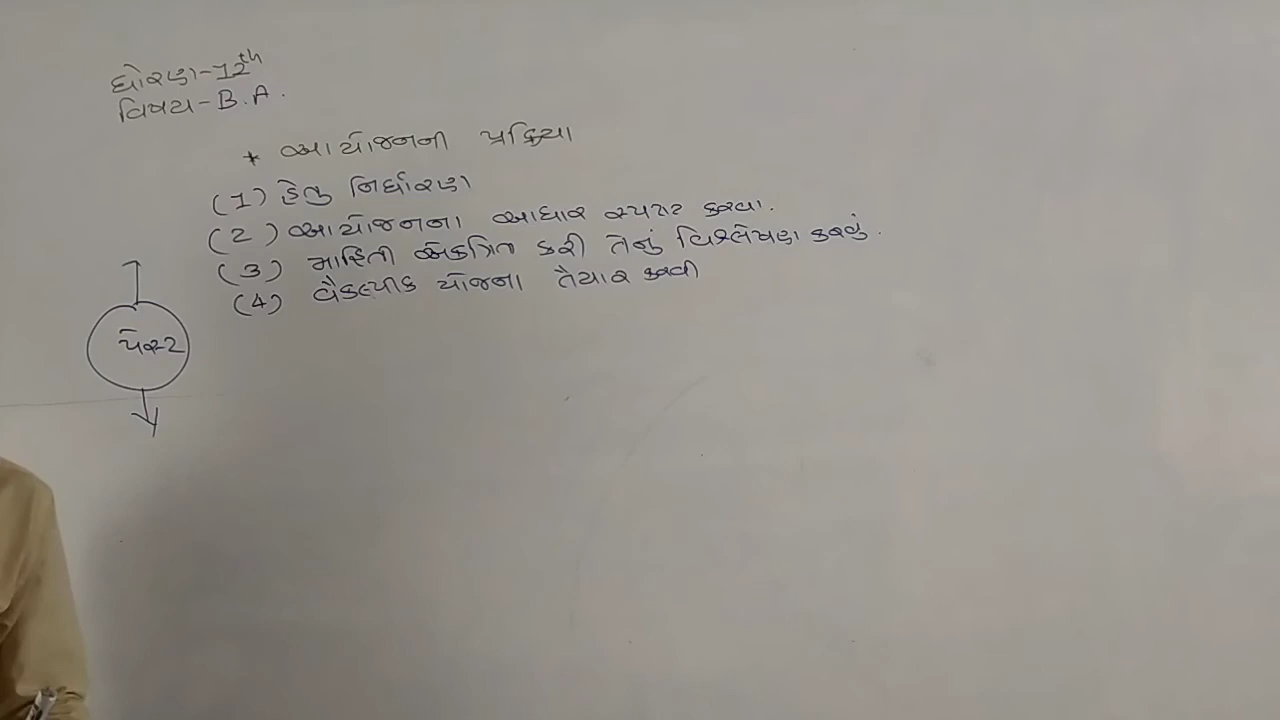 ધોરણ-12th
વિષય-B.A.
* આયોજનની પ્રક્રિયા
(1) હેતુ નિર્ધારણ
(2) આયોજનના આધાર સ્પષ્ટ કરવા.
(3) માહિતી એકત્રિત કરી તેનું વિશ્લેષણ કરવું.
(4) વૈકલ્પીક યોજના તૈયાર કરવી